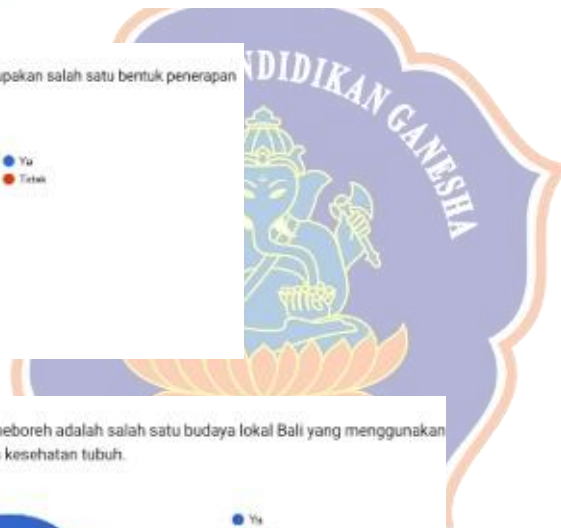 upakan salah satu bentuk penerapan
NDIDIKAN GANESHA
Ya
Tidak
neboreh adalah salah satu budaya lokal Bali yang menggunakan
kesehatan tubuh.
Ya